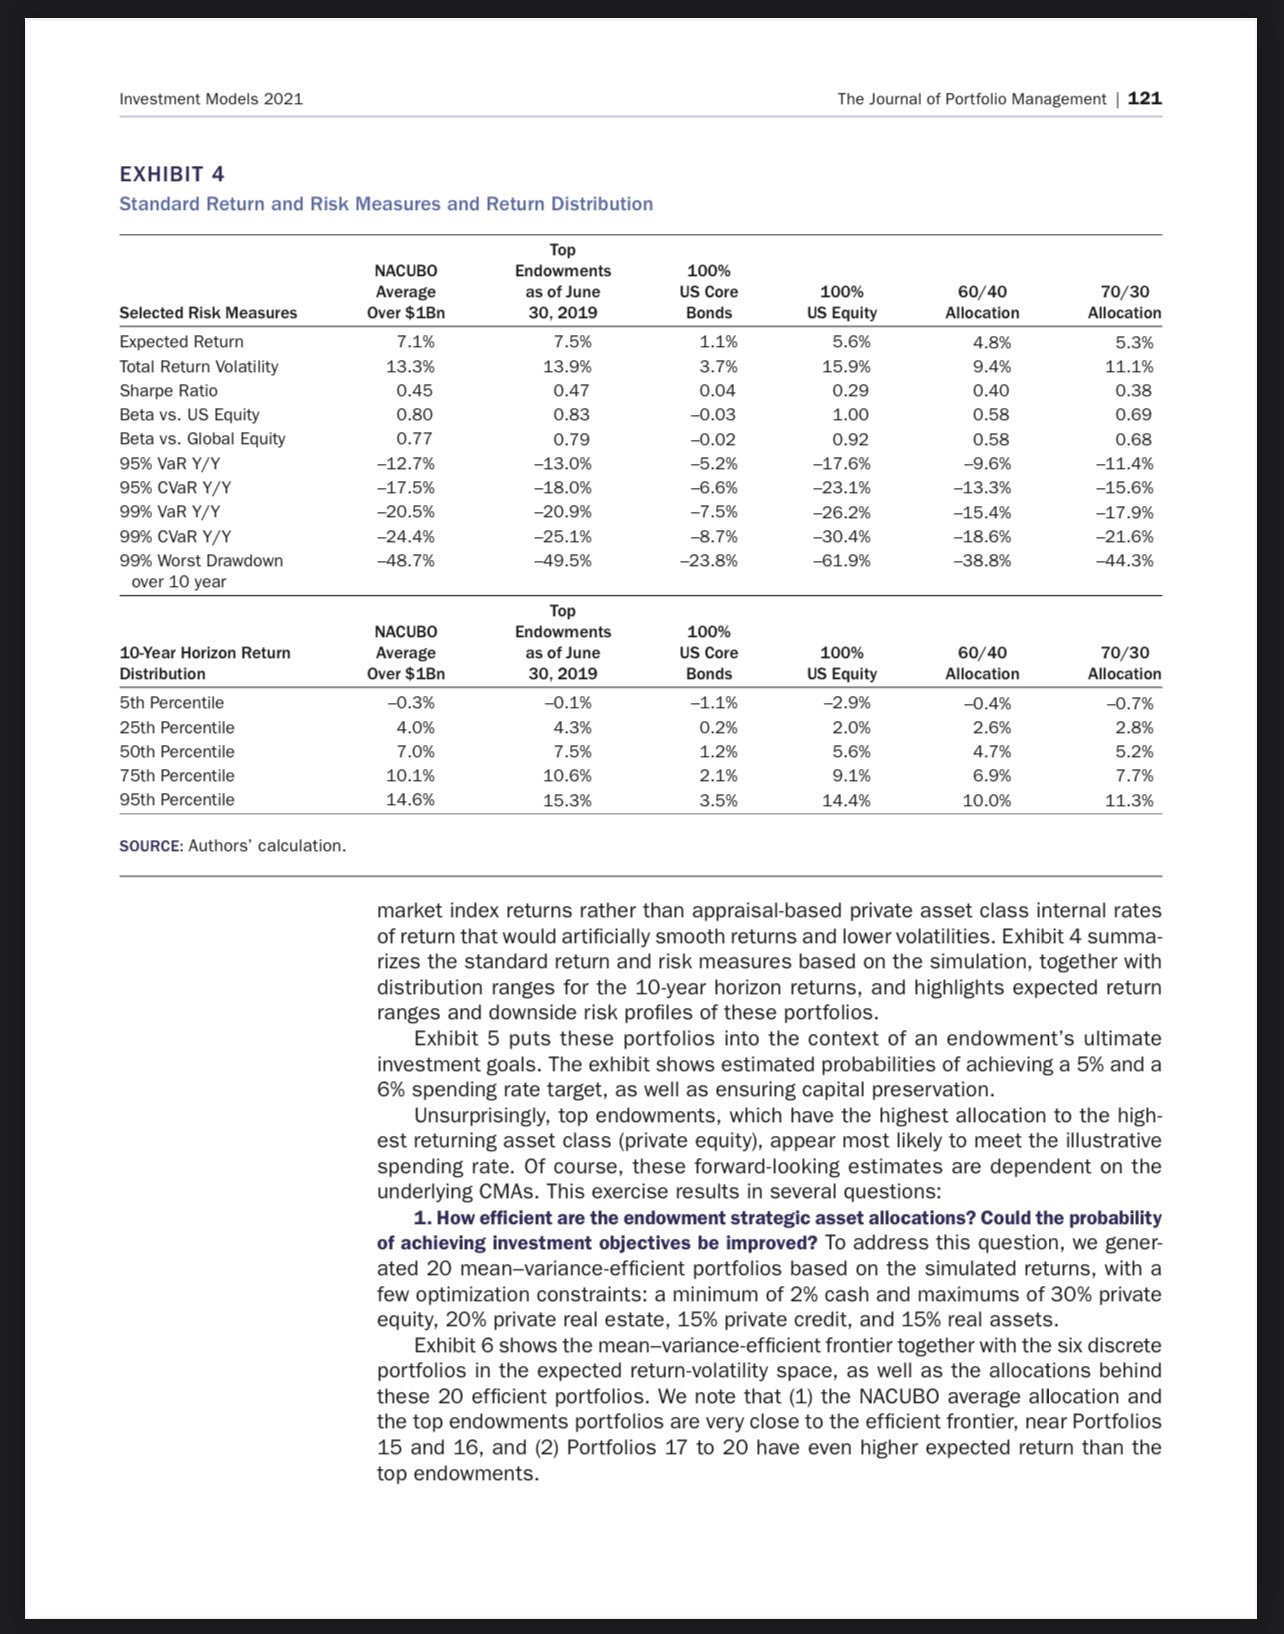 Investment Models 2021
The Journal of Portfolio Management | 121
EXHIBIT 4
Standard Return and Risk Measures and Return Distribution
Top
NACUBO Endowments 100%
Average as of June US Core 100% 60/40 70/30
Selected Risk Measures Over $1Bn 30, 2019 Bonds US Equity Allocation Allocation
Expected Return 7.1% 7.5% 1.1% 5.6% 4.8% 5.3%
Total Return Volatility 13.3% 13.9% 3.7% 15.9% 9.4% 11.1%
Sharpe Ratio 0.45 0.47 0.04 0.29 0.40 0.38
Beta vs. US Equity 0.80 0.83 –0.03 1.00 0.58 0.69
Beta vs. Global Equity 0.77 0.79 –0.02 0.92 0.58 0.68
95% VaR Y/Y –12.7% –13.0% –5.2% –17.6% –9.6% –11.4%
95% CVaR Y/Y –17.5% –18.0% –6.6% –23.1% –13.3% –15.6%
99% VaR Y/Y –20.5% –20.9% –7.5% –26.2% –15.4% –17.9%
99% CVaR Y/Y –24.4% –25.1% –8.7% –30.4% –18.6% –21.6%
99% Worst Drawdown –48.7% –49.5% –23.8% –61.9% –38.8% –44.3%
over 10 year
Top
NACUBO Endowments 100%
10-Year Horizon Return Average as of June US Core 100% 60/40 70/30
Distribution Over $1Bn 30, 2019 Bonds US Equity Allocation Allocation
5th Percentile –0.3% –0.1% –1.1% –2.9% –0.4% –0.7%
25th Percentile 4.0% 4.3% 0.2% 2.0% 2.6% 2.8%
50th Percentile 7.0% 7.5% 1.2% 5.6% 4.7% 5.2%
75th Percentile 10.1% 10.6% 2.1% 9.1% 6.9% 7.7%
95th Percentile 14.6% 15.3% 3.5% 14.4% 10.0% 11.3%
SOURCE: Authors’ calculation.
market index returns rather than appraisal-based private asset class internal rates
of return that would artificially smooth returns and lower volatilities. Exhibit 4 summa-
rizes the standard return and risk measures based on the simulation, together with
distribution ranges for the 10-year horizon returns, and highlights expected return
ranges and downside risk profiles of these portfolios.
Exhibit 5 puts these portfolios into the context of an endowment’s ultimate
investment goals. The exhibit shows estimated probabilities of achieving a 5% and a
6% spending rate target, as well as ensuring capital preservation.
Unsurprisingly, top endowments, which have the highest allocation to the high-
est returning asset class (private equity), appear most likely to meet the illustrative
spending rate. Of course, these forward-looking estimates are dependent on the
underlying CMAs. This exercise results in several questions:
1. How efficient are the endowment strategic asset allocations? Could the probability
of achieving investment objectives be improved? To address this question, we gener-
ated 20 mean–variance-efficient portfolios based on the simulated returns, with a
few optimization constraints: a minimum of 2% cash and maximums of 30% private
equity, 20% private real estate, 15% private credit, and 15% real assets.
Exhibit 6 shows the mean–variance-efficient frontier together with the six discrete
portfolios in the expected return-volatility space, as well as the allocations behind
these 20 efficient portfolios. We note that (1) the NACUBO average allocation and
the top endowments portfolios are very close to the efficient frontier, near Portfolios
15 and 16, and (2) Portfolios 17 to 20 have even higher expected return than the
top endowments.